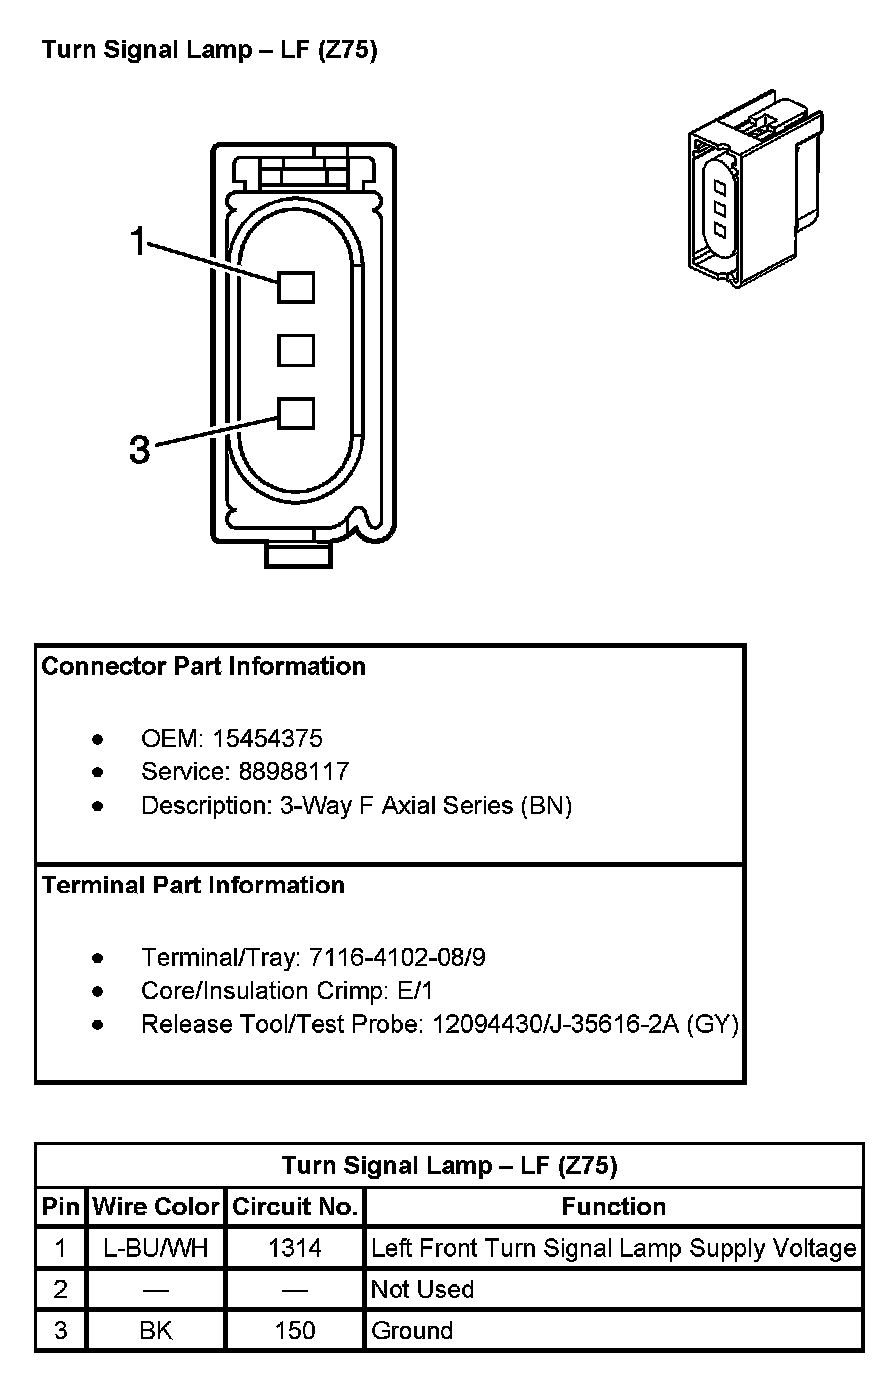 Turn Signal Lamp – LF (Z75)
1
3
Connector Part Information
● OEM: 15454375
● Service: 88988117
● Description: 3-Way F Axial Series (BN)
Terminal Part Information
● Terminal/Tray: 7116-4102-08/9
● Core/Insulation Crimp: E/1
● Release Tool/Test Probe: 12094430/J-35616-2A (GY)
Turn Signal Lamp – LF (Z75)
Pin Wire Color Circuit No. Function
1 L-BU/WH 1314 Left Front Turn Signal Lamp Supply Voltage
2 — — Not Used
3 BK 150 Ground